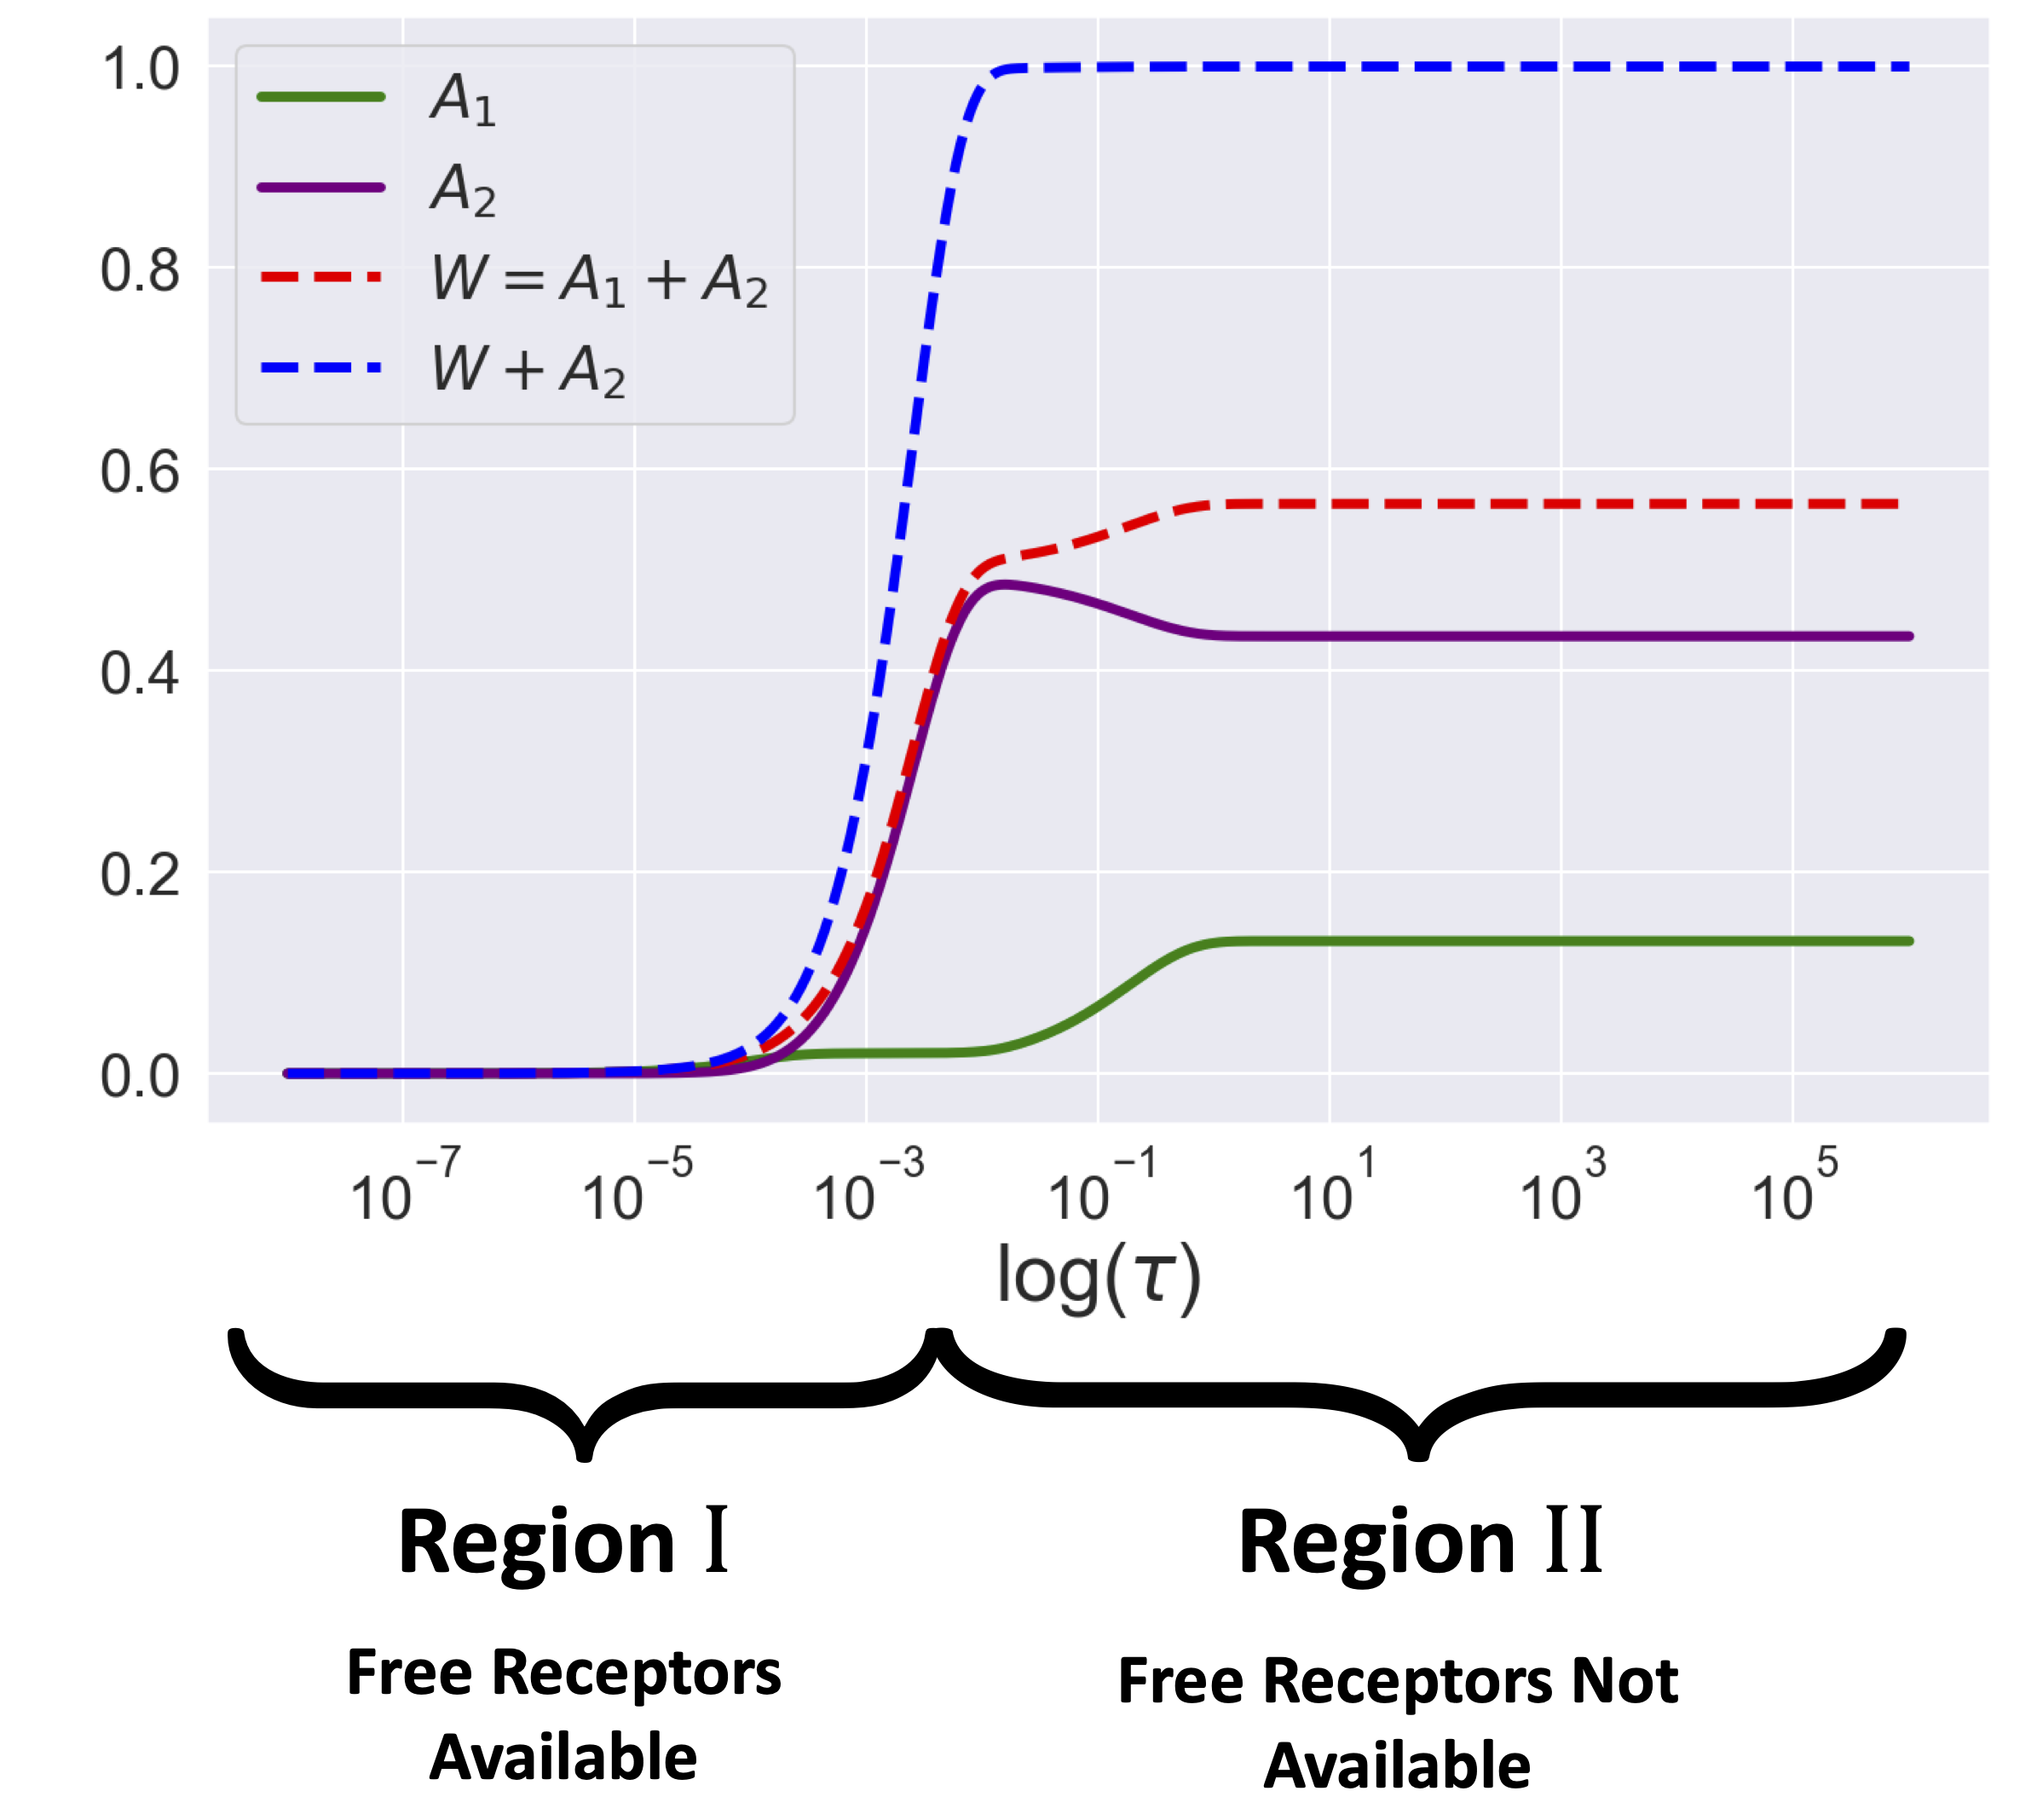 1.0
0.8
0.6
0.4
0.2
0.0
A₁
A₂
W = A₁ + A₂
W + A₂
10⁻⁷ 10⁻⁵ 10⁻³ 10⁻¹ 10¹ 10³ 10⁵
log(τ)
Region I
Free Receptors
Available
Region II
Free Receptors Not
Available